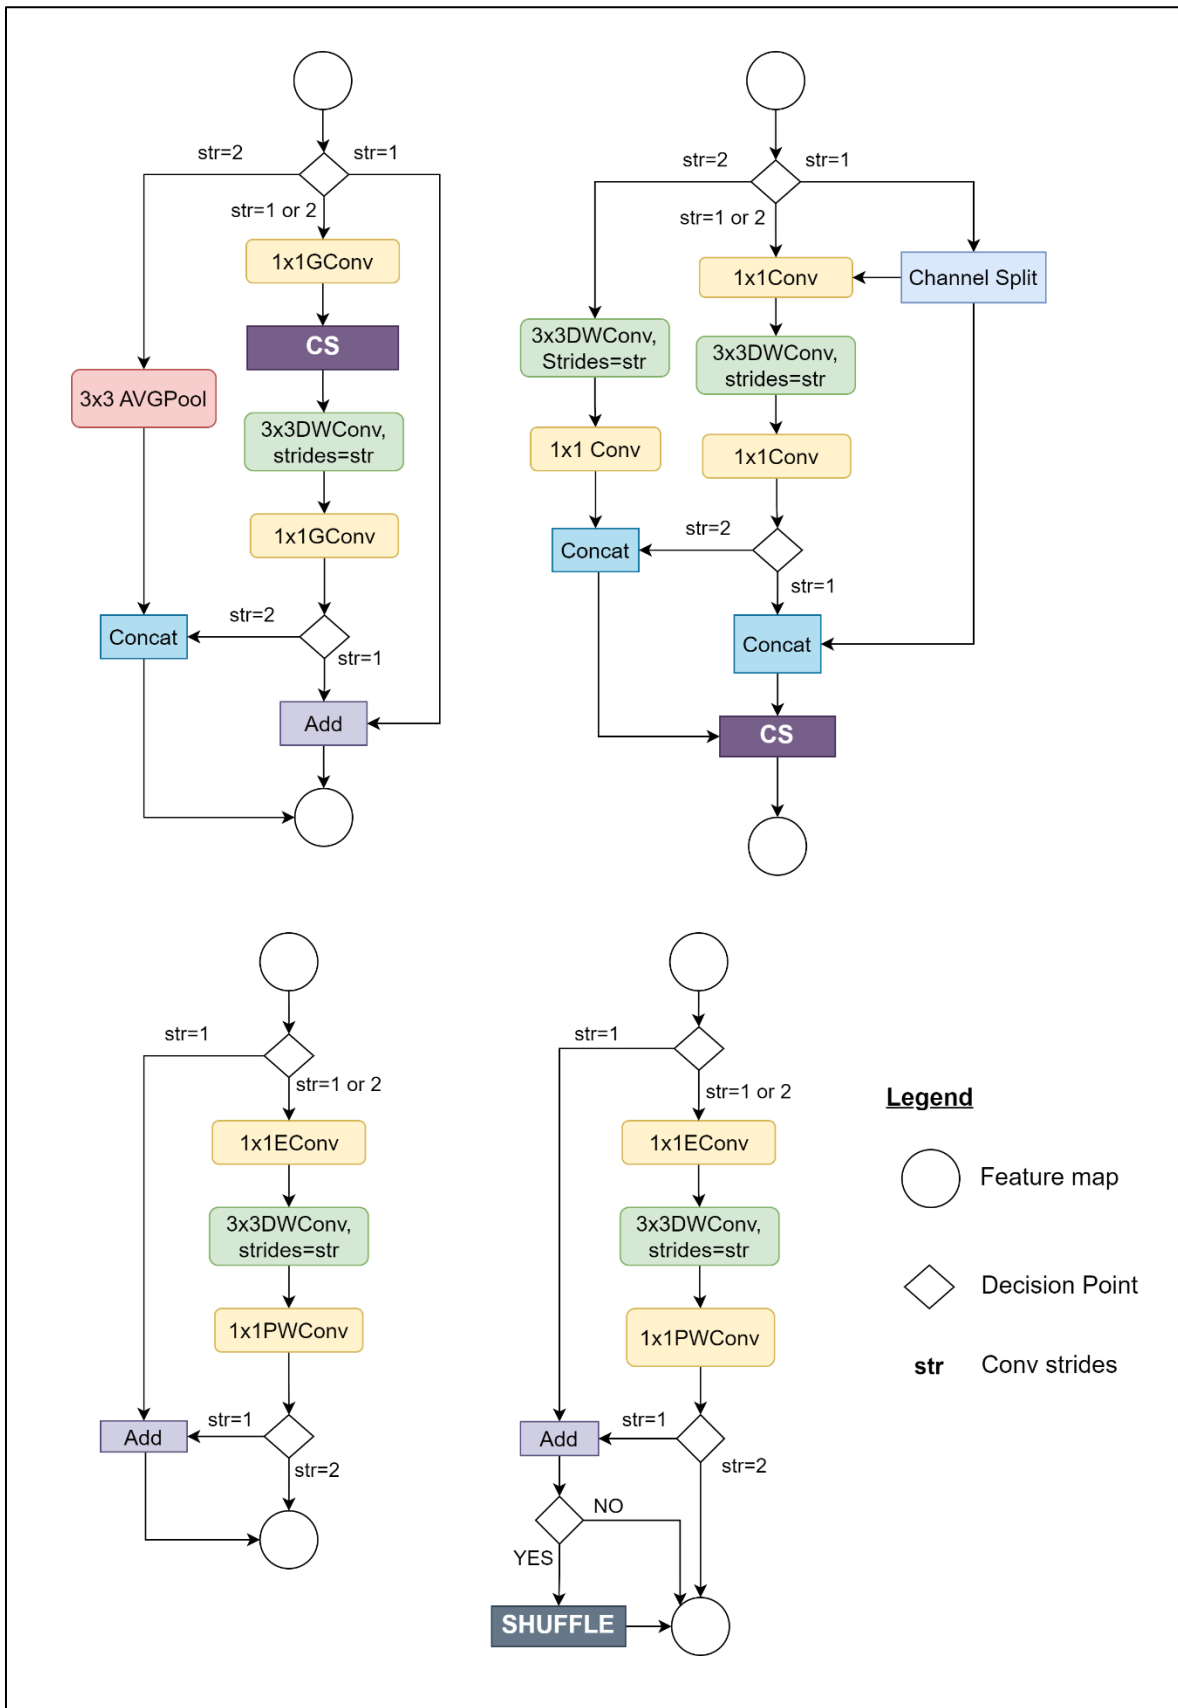 str=2
str=1
str=1 or 2
1x1GConv
CS
3x3 AVGPool
3x3DWConv,
strides=str
1x1GConv
str=2
Concat
str=1
Add
str=2
str=1
str=1 or 2
1x1Conv
Channel Split
3x3DWConv,
Strides=str
3x3DWConv,
strides=str
1x1 Conv
1x1Conv
str=2
Concat
str=1
Concat
CS
str=1
str=1 or 2
1x1EConv
3x3DWConv,
strides=str
1x1PWConv
str=1
Add
str=2
str=1
str=1 or 2
1x1EConv
3x3DWConv,
strides=str
1x1PWConv
str=1
Add
str=2
NO
YES
SHUFFLE
Legend
Feature map
Decision Point
str Conv strides